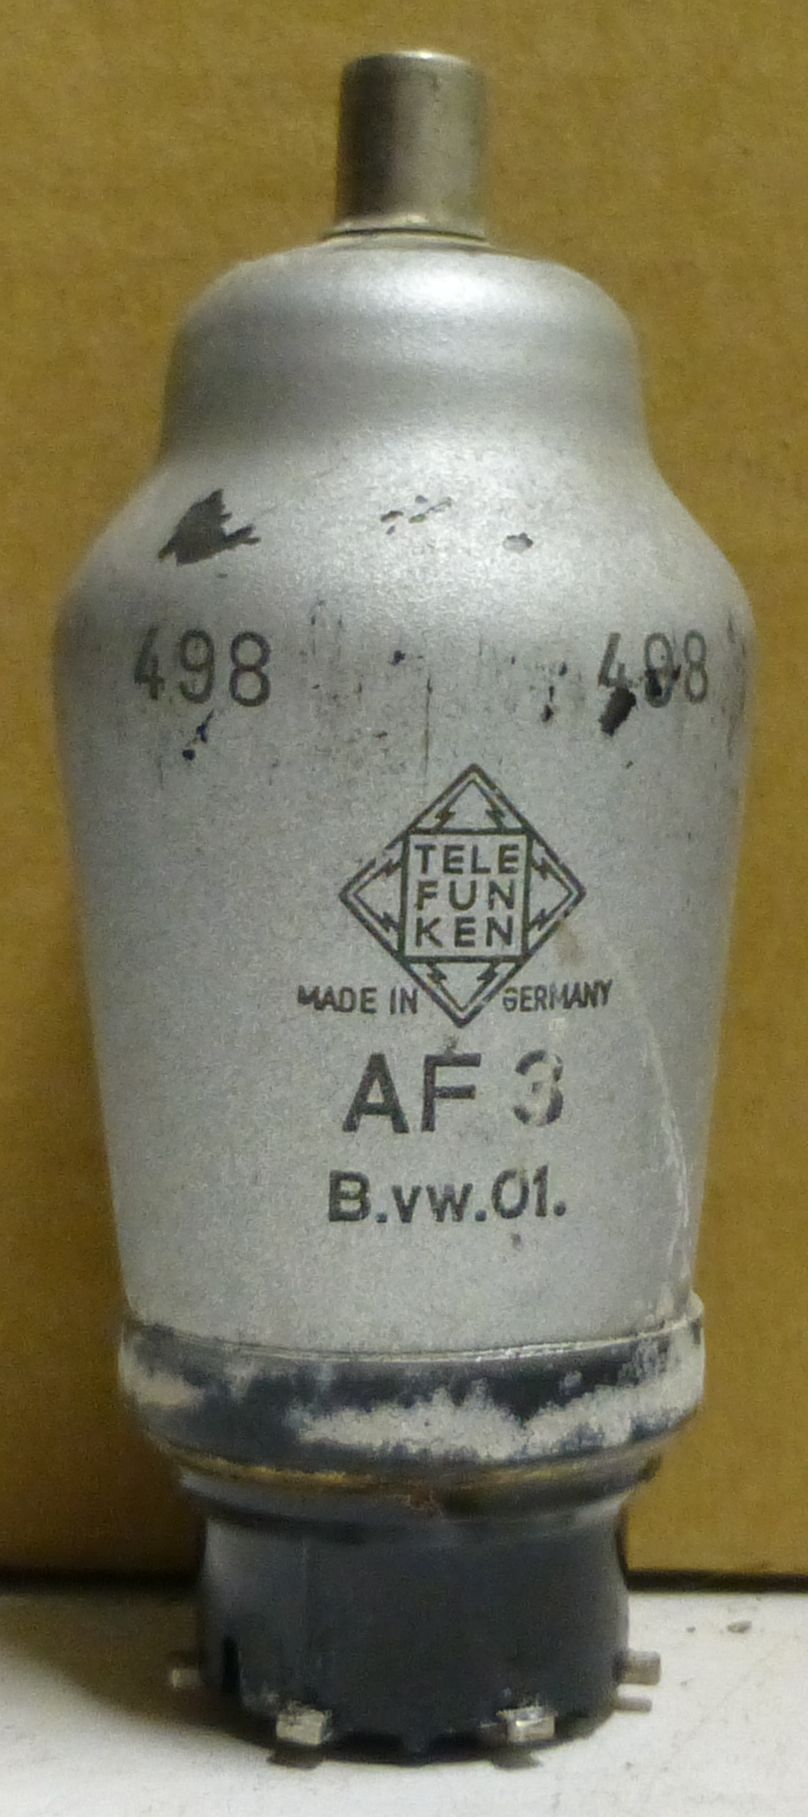 498 498
TELE
FUN
KEN
MADE IN GERMANY
AF 3
B.vw.01.